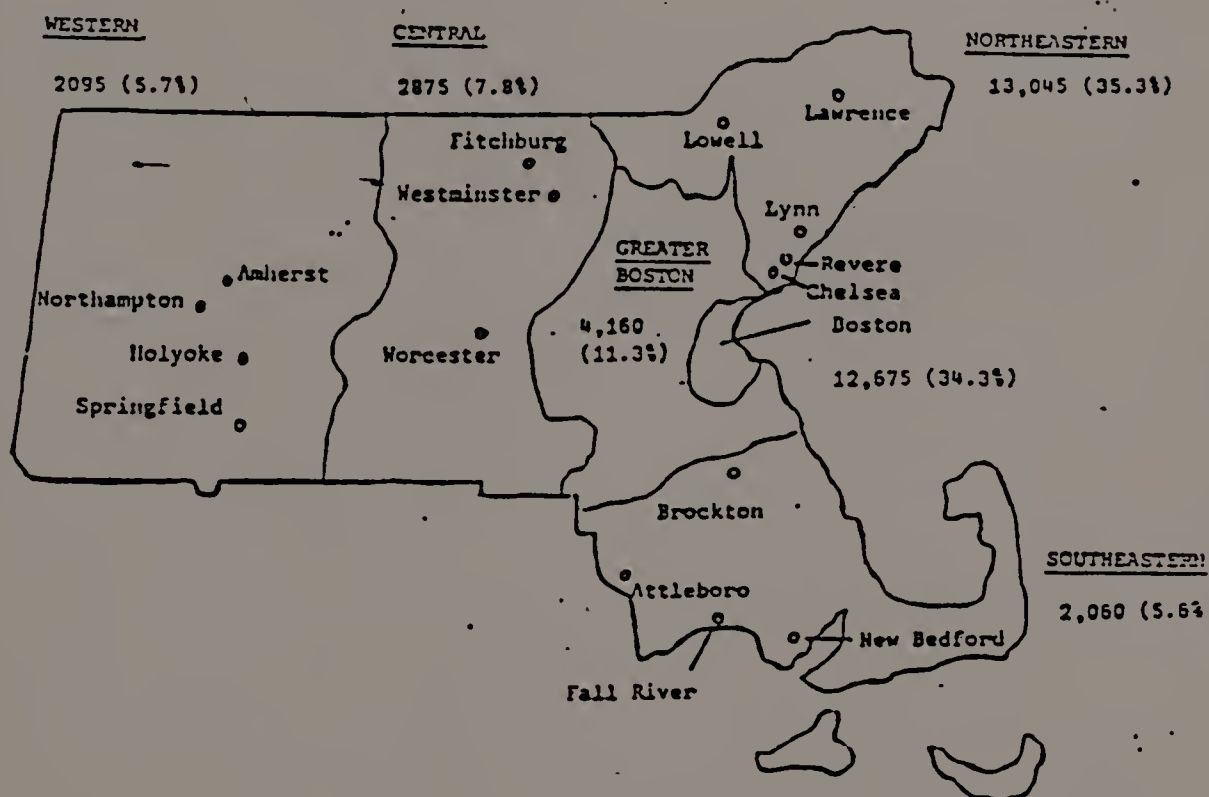 WESTERN
2095 (5.7%)
CENTRAL
2875 (7.8%)
NORTHEASTERN
13,045 (35.3%)
Lawrence
Lowell
Fitchburg
Westminster
Lynn
GREATER
BOSTON
Revere
Chelsea
Amherst
Northampton
4,160
(11.3%)
Boston
12,675 (34.3%)
Holyoke
Worcester
Springfield
Brockton
SOUTHEASTERN
2,060 (5.6%
Attleboro
New Bedford
Fall River